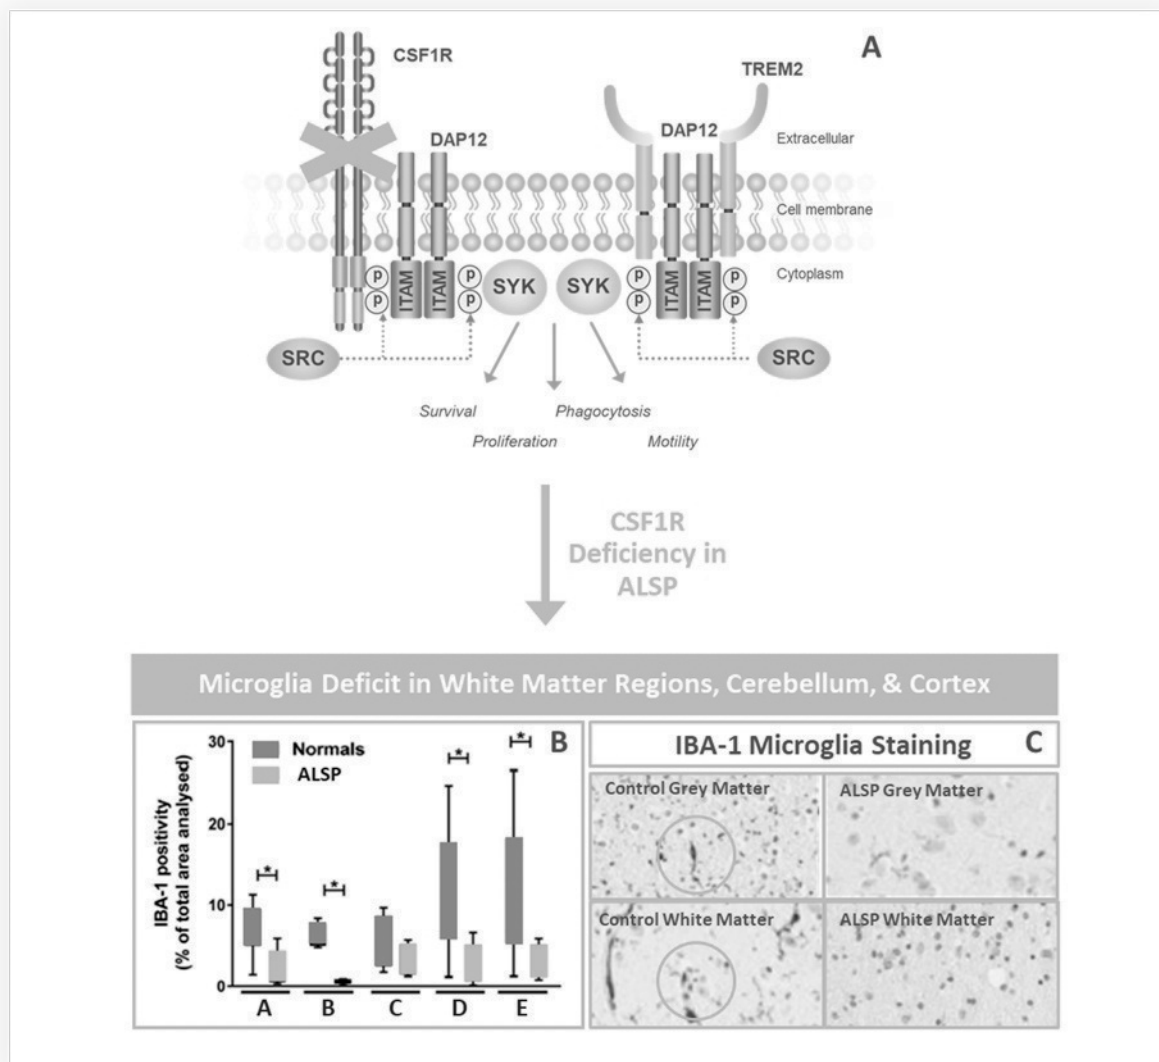 A
CSF1R
TREM2
DAP12
DAP12
Extracellular
Cell membrane
Cytoplasm
P
P
ITAM
ITAM
P
P
SYK
SYK
P
P
ITAM
ITAM
P
P
SRC
SRC
Survival
Phagocytosis
Proliferation
Motility
CSF1R
Deficiency in
ALSP
Microglia Deficit in White Matter Regions, Cerebellum, & Cortex
B
IBA-1 positivity
(% of total area analysed)
30
20
10
0
Normals
ALSP
*
*
*
*
A
B
C
D
E
IBA-1 Microglia Staining
C
Control Grey Matter
ALSP Grey Matter
Control White Matter
ALSP White Matter